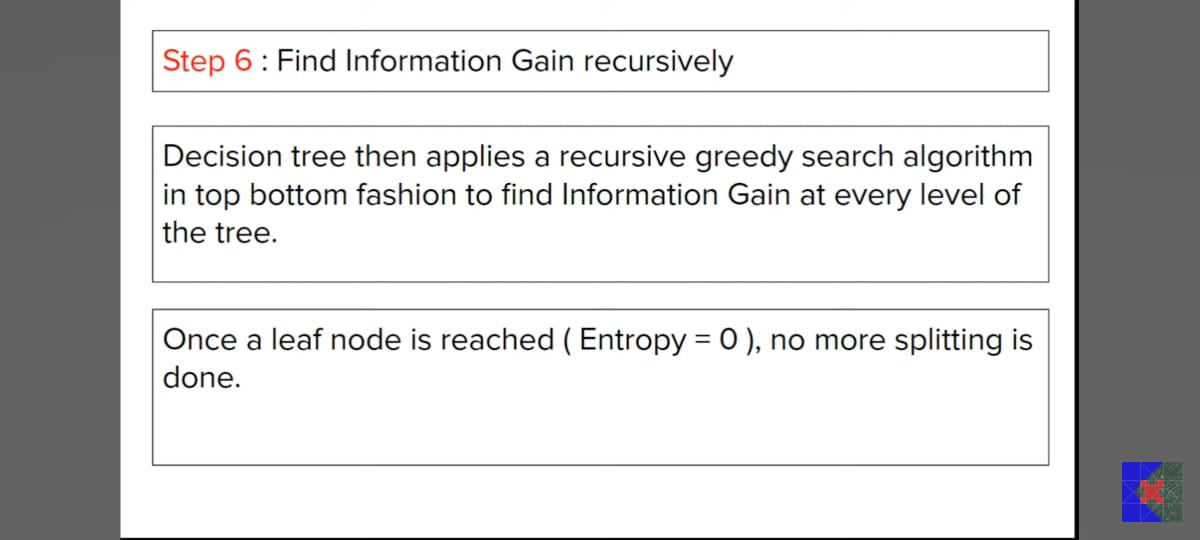 Step 6 : Find Information Gain recursively
Decision tree then applies a recursive greedy search algorithm
in top bottom fashion to find Information Gain at every level of
the tree.
Once a leaf node is reached ( Entropy = 0 ), no more splitting is
done.